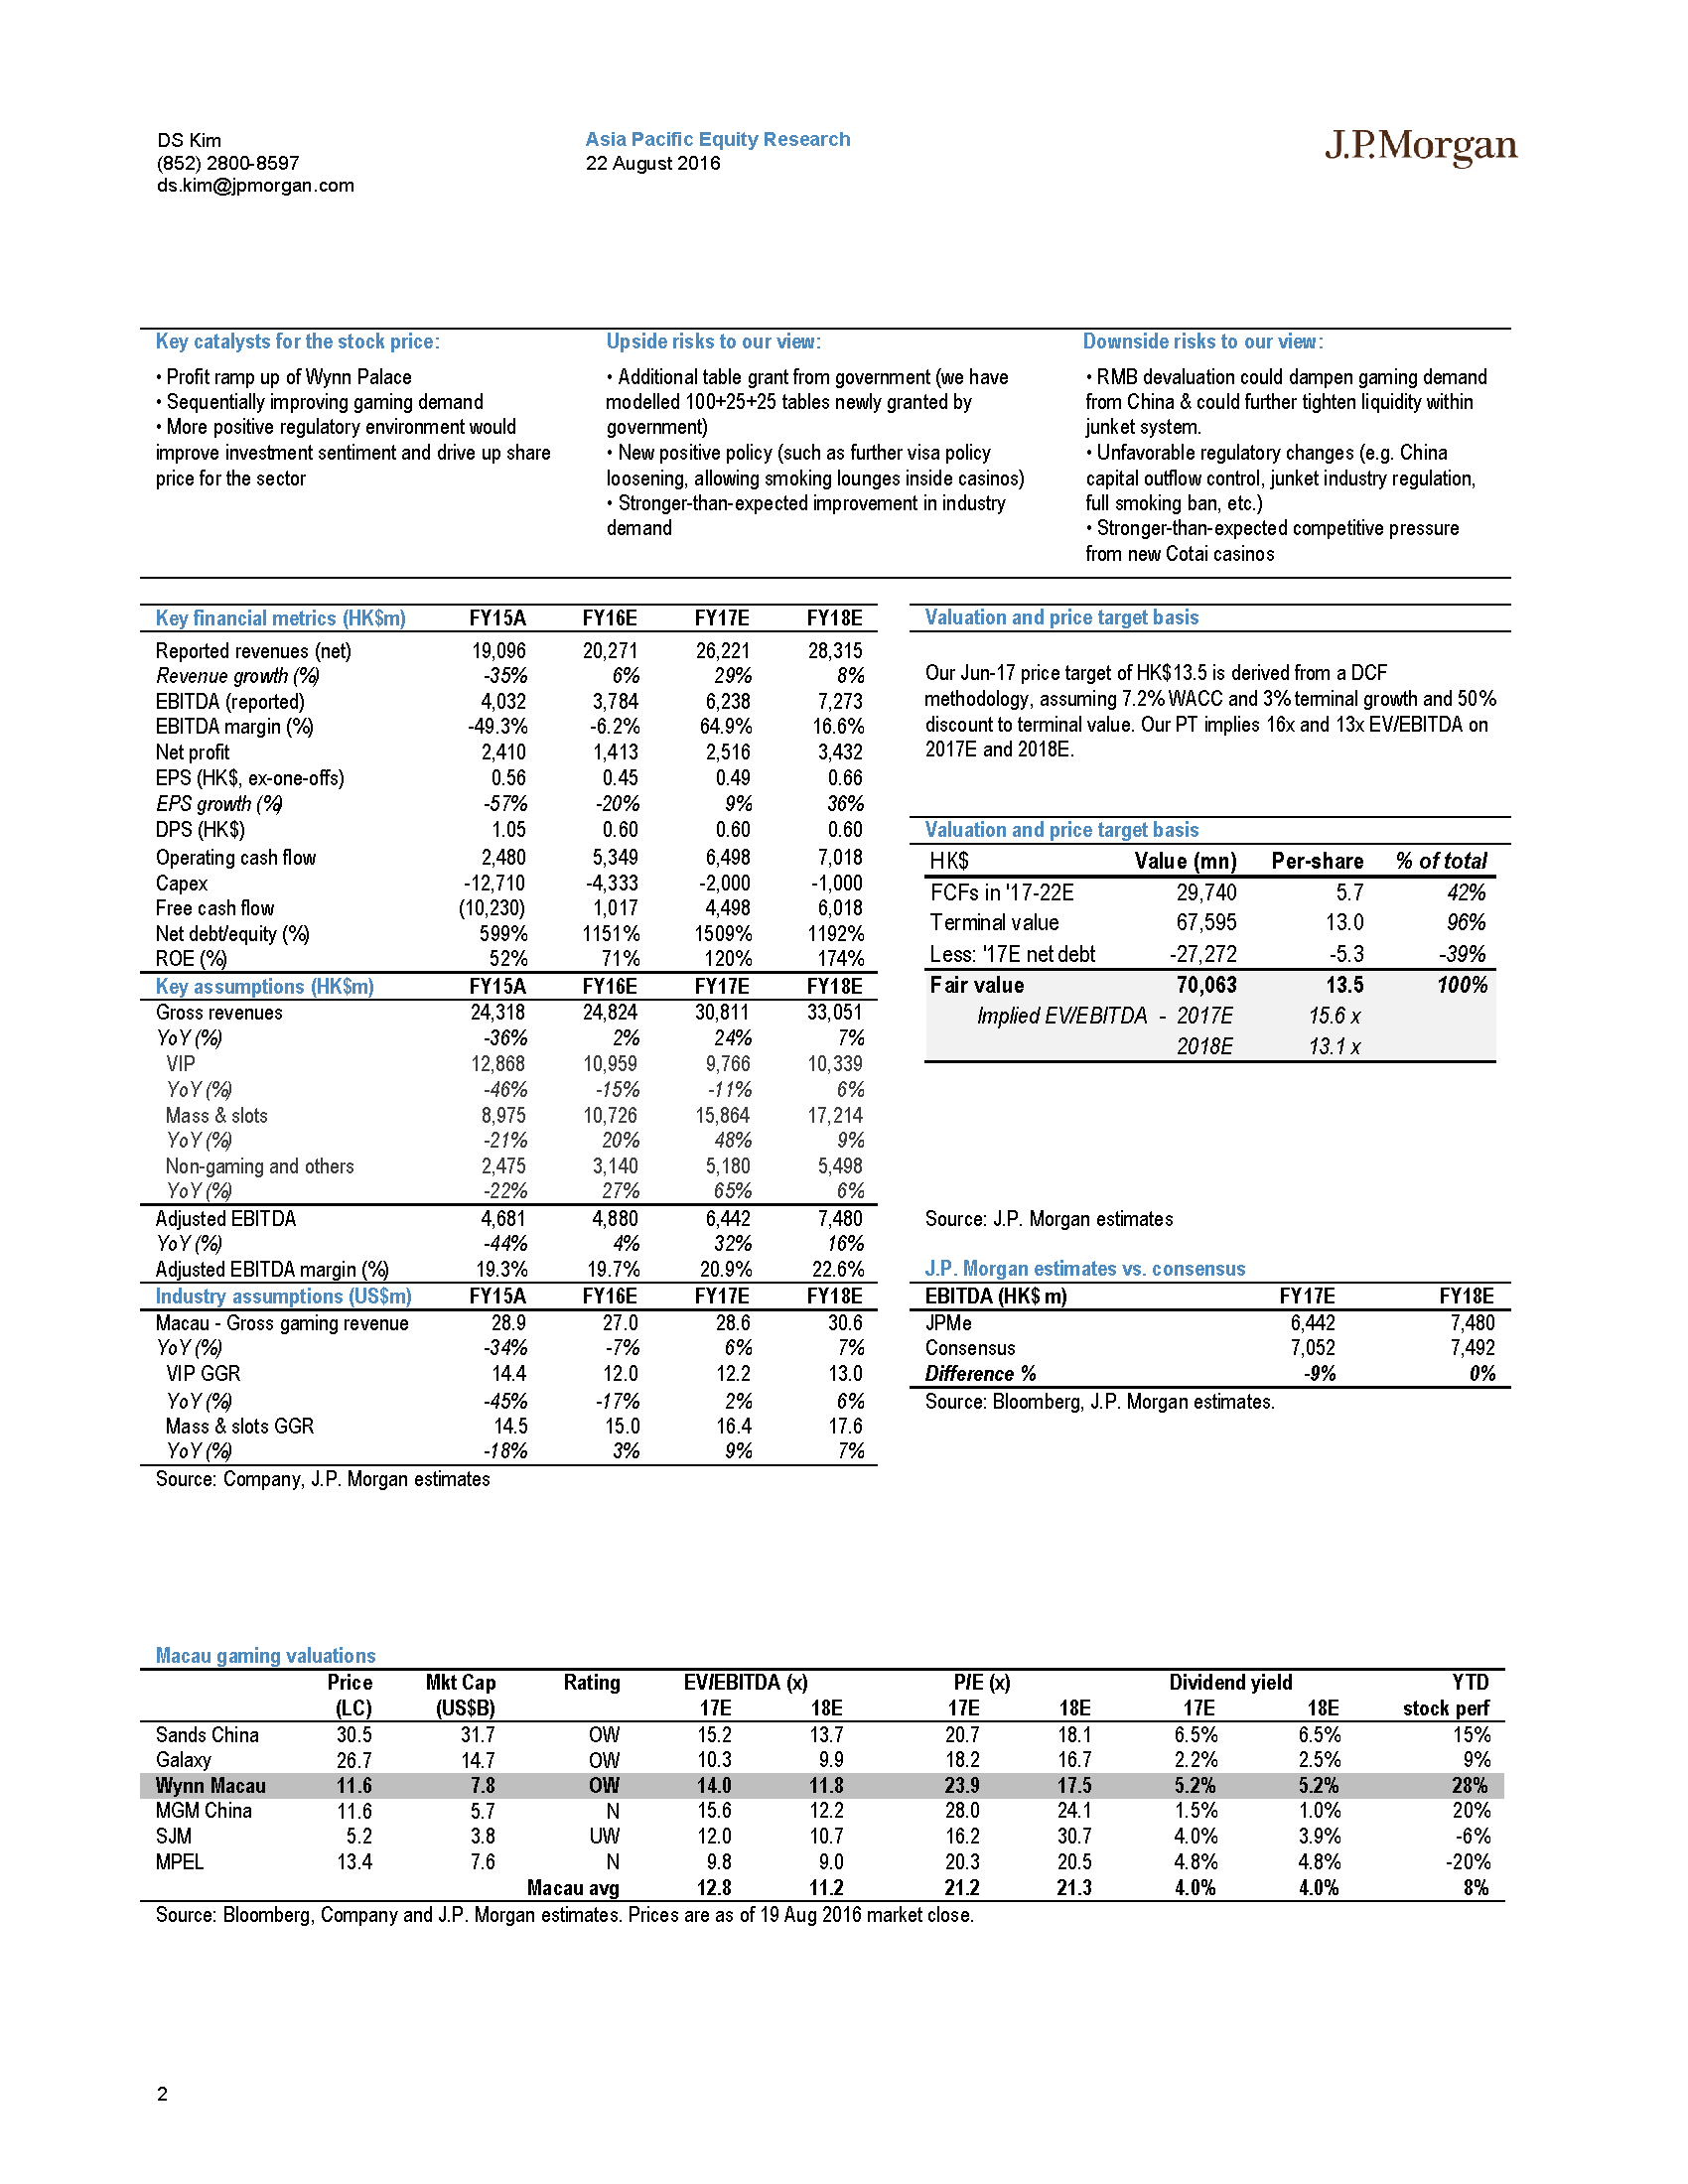 DS Kim
(852) 2800-8597
ds.kim@jpmorgan.com
Asia Pacific Equity Research
22 August 2016
J.P.Morgan
Key catalysts for the stock price:
• Profit ramp up of Wynn Palace
• Sequentially improving gaming demand
• More positive regulatory environment would
improve investment sentiment and drive up share
price for the sector
Upside risks to our view:
• Additional table grant from government (we have
modelled 100+25+25 tables newly granted by
government)
• New positive policy (such as further visa policy
loosening, allowing smoking lounges inside casinos)
• Stronger-than-expected improvement in industry
demand
Downside risks to our view:
• RMB devaluation could dampen gaming demand
from China & could further tighten liquidity within
junket system.
• Unfavorable regulatory changes (e.g. China
capital outflow control, junket industry regulation,
full smoking ban, etc.)
• Stronger-than-expected competitive pressure
from new Cotai casinos
Key financial metrics (HK$m) FY15A FY16E FY17E FY18E
Reported revenues (net) 19,096 20,271 26,221 28,315
Revenue growth (%) -35% 6% 29% 8%
EBITDA (reported) 4,032 3,784 6,238 7,273
EBITDA margin (%) -49.3% -6.2% 64.9% 16.6%
Net profit 2,410 1,413 2,516 3,432
EPS (HK$, ex-one-offs) 0.56 0.45 0.49 0.66
EPS growth (%) -57% -20% 9% 36%
DPS (HK$) 1.05 0.60 0.60 0.60
Operating cash flow 2,480 5,349 6,498 7,018
Capex -12,710 -4,333 -2,000 -1,000
Free cash flow (10,230) 1,017 4,498 6,018
Net debt/equity (%) 599% 1151% 1509% 1192%
ROE (%) 52% 71% 120% 174%
Key assumptions (HK$m) FY15A FY16E FY17E FY18E
Gross revenues 24,318 24,824 30,811 33,051
YoY (%) -36% 2% 24% 7%
VIP 12,868 10,959 9,766 10,339
YoY (%) -46% -15% -11% 6%
Mass & slots 8,975 10,726 15,864 17,214
YoY (%) -21% 20% 48% 9%
Non-gaming and others 2,475 3,140 5,180 5,498
YoY (%) -22% 27% 65% 6%
Adjusted EBITDA 4,681 4,880 6,442 7,480
YoY (%) -44% 4% 32% 16%
Adjusted EBITDA margin (%) 19.3% 19.7% 20.9% 22.6%
Industry assumptions (US$m) FY15A FY16E FY17E FY18E
Macau - Gross gaming revenue 28.9 27.0 28.6 30.6
YoY (%) -34% -7% 6% 7%
VIP GGR 14.4 12.0 12.2 13.0
YoY (%) -45% -17% 2% 6%
Mass & slots GGR 14.5 15.0 16.4 17.6
YoY (%) -18% 3% 9% 7%
Source: Company, J.P. Morgan estimates
Valuation and price target basis
Our Jun-17 price target of HK$13.5 is derived from a DCF
methodology, assuming 7.2% WACC and 3% terminal growth and 50%
discount to terminal value. Our PT implies 16x and 13x EV/EBITDA on
2017E and 2018E.
Valuation and price target basis
HK$ Value (mn) Per-share % of total
FCFs in '17-22E 29,740 5.7 42%
Terminal value 67,595 13.0 96%
Less: '17E net debt -27,272 -5.3 -39%
Fair value 70,063 13.5 100%
Implied EV/EBITDA - 2017E 15.6 x
2018E 13.1 x
Source: J.P. Morgan estimates
J.P. Morgan estimates vs. consensus
EBITDA (HK$ m) FY17E FY18E
JPMe 6,442 7,480
Consensus 7,052 7,492
Difference % -9% 0%
Source: Bloomberg, J.P. Morgan estimates.
Macau gaming valuations
Price Mkt Cap Rating EV/EBITDA (x) P/E (x) Dividend yield YTD
(LC) (US$B) 17E 18E 17E 18E 17E 18E stock perf
Sands China 30.5 31.7 OW 15.2 13.7 20.7 18.1 6.5% 6.5% 15%
Galaxy 26.7 14.7 OW 10.3 9.9 18.2 16.7 2.2% 2.5% 9%
Wynn Macau 11.6 7.8 OW 14.0 11.8 23.9 17.5 5.2% 5.2% 28%
MGM China 11.6 5.7 N 15.6 12.2 28.0 24.1 1.5% 1.0% 20%
SJM 5.2 3.8 UW 12.0 10.7 16.2 30.7 4.0% 3.9% -6%
MPEL 13.4 7.6 N 9.8 9.0 20.3 20.5 4.8% 4.8% -20%
Macau avg 12.8 11.2 21.2 21.3 4.0% 4.0% 8%
Source: Bloomberg, Company and J.P. Morgan estimates. Prices are as of 19 Aug 2016 market close.
2